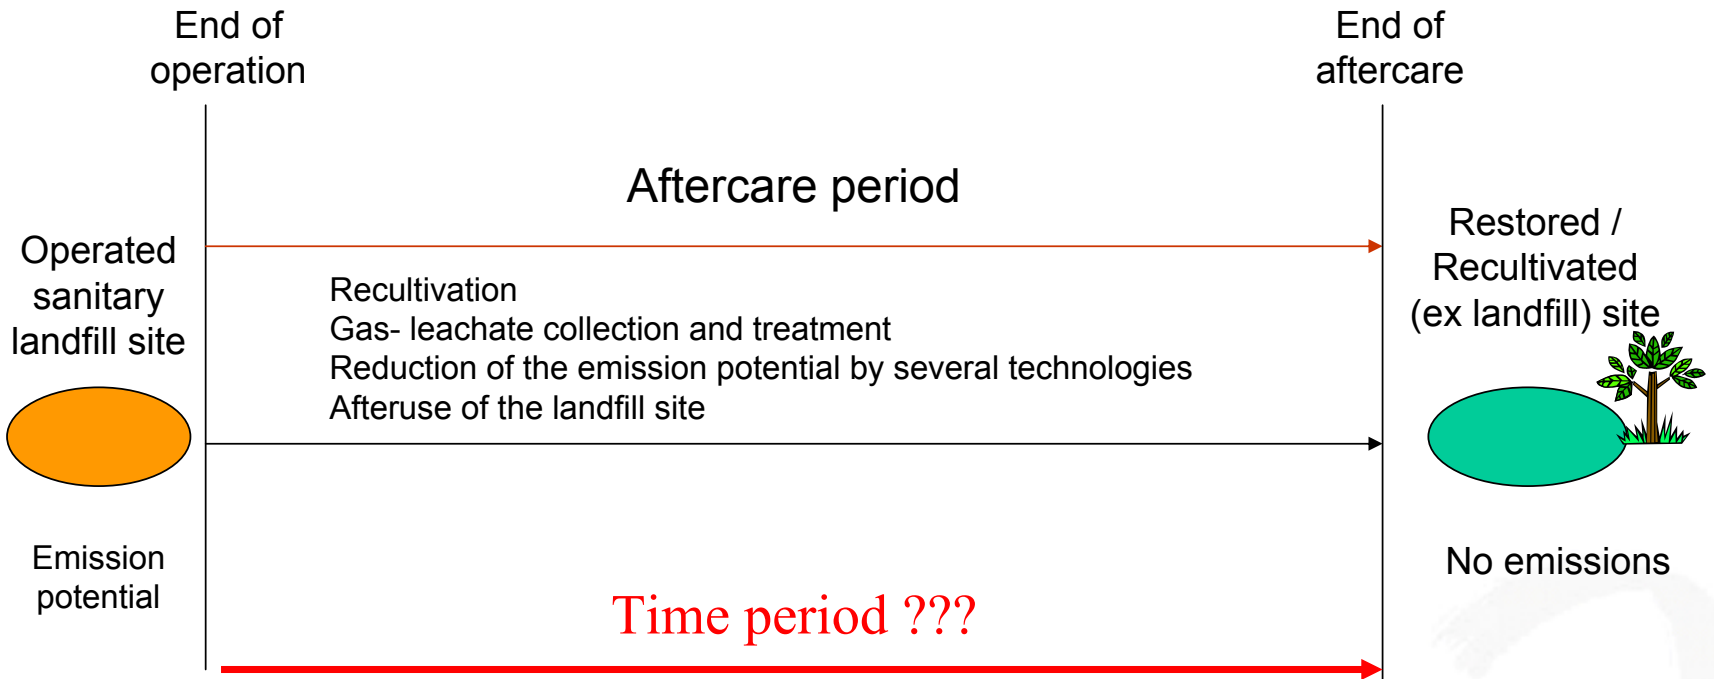 End of
operation
End of
aftercare
Aftercare period
Operated
sanitary
landfill site
Restored /
Recultivated
(ex landfill) site
Recultivation
Gas- leachate collection and treatment
Reduction of the emission potential by several technologies
Afteruse of the landfill site
Emission
potential
No emissions
Time period ???